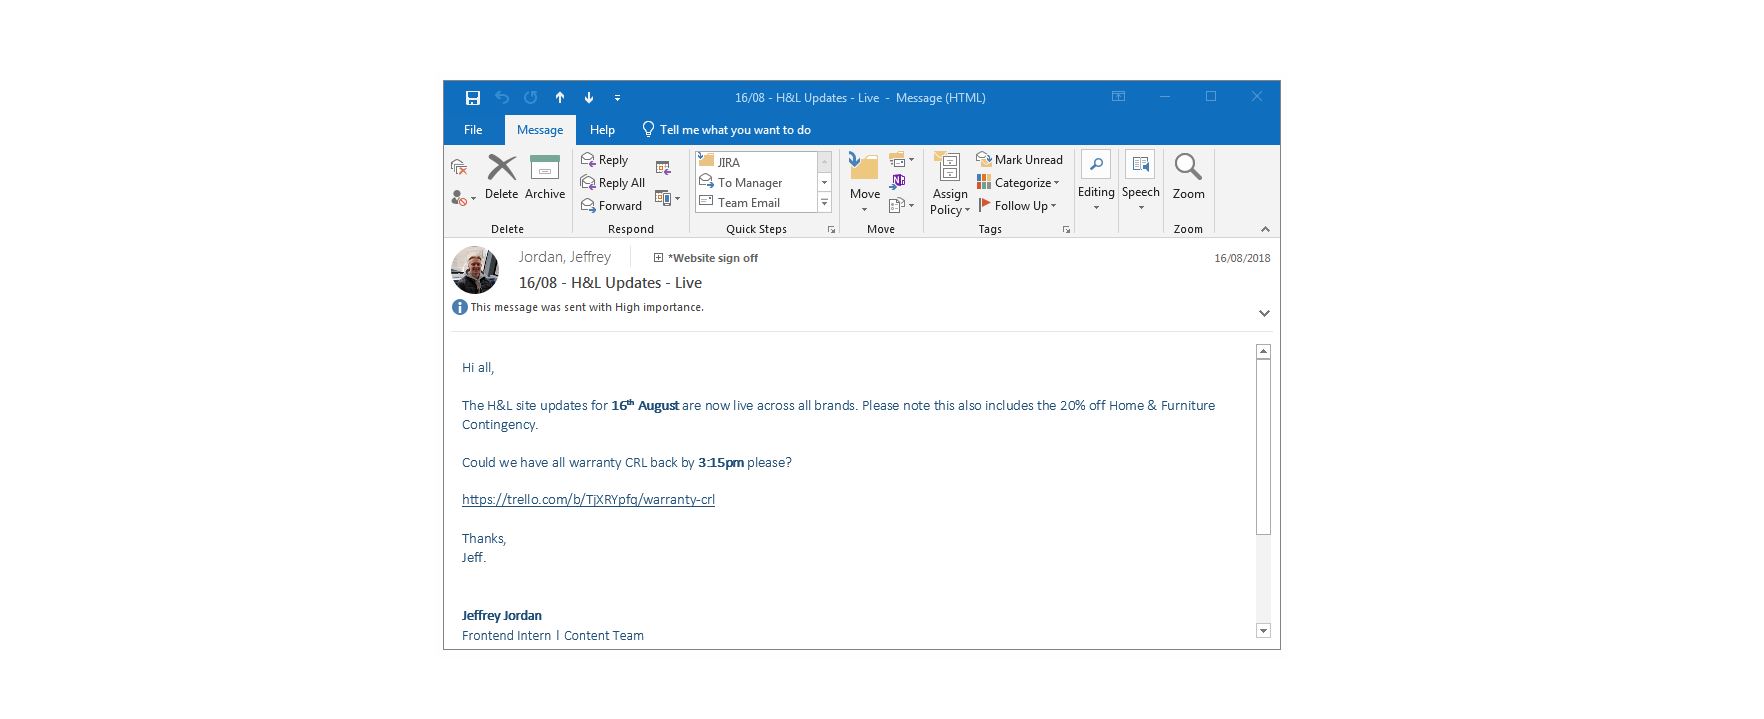 16/08 - H&L Updates - Live - Message (HTML)
File Message Help Tell me what you want to do
Delete
Archive
Delete
Reply
Reply All
Forward
Respond
JIRA
To Manager
Team Email
Quick Steps
Move
Move
Assign
Policy
Mark Unread
Categorize
Follow Up
Tags
Editing
Speech
Zoom
Zoom
Jordan, Jeffrey
*Website sign off
16/08/2018
16/08 - H&L Updates - Live
This message was sent with High importance.
Hi all,
The H&L site updates for 16th August are now live across all brands. Please note this also includes the 20% off Home & Furniture
Contingency.
Could we have all warranty CRL back by 3:15pm please?
https://trello.com/b/TjXRYpfq/warranty-crl
Thanks,
Jeff.
Jeffrey Jordan
Frontend Intern | Content Team